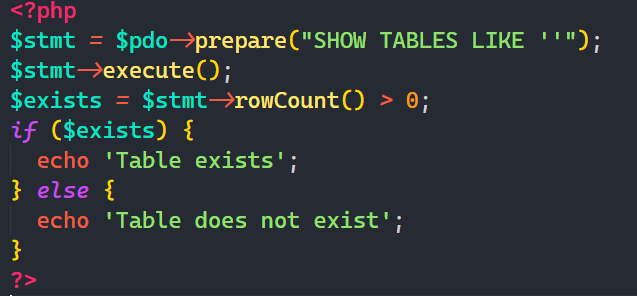 <?php
$stmt = $pdo->prepare("SHOW TABLES LIKE ''");
$stmt->execute();
$exists = $stmt->rowCount() > 0;
if ($exists) {
  echo 'Table exists';
} else {
  echo 'Table does not exist';
}
?>